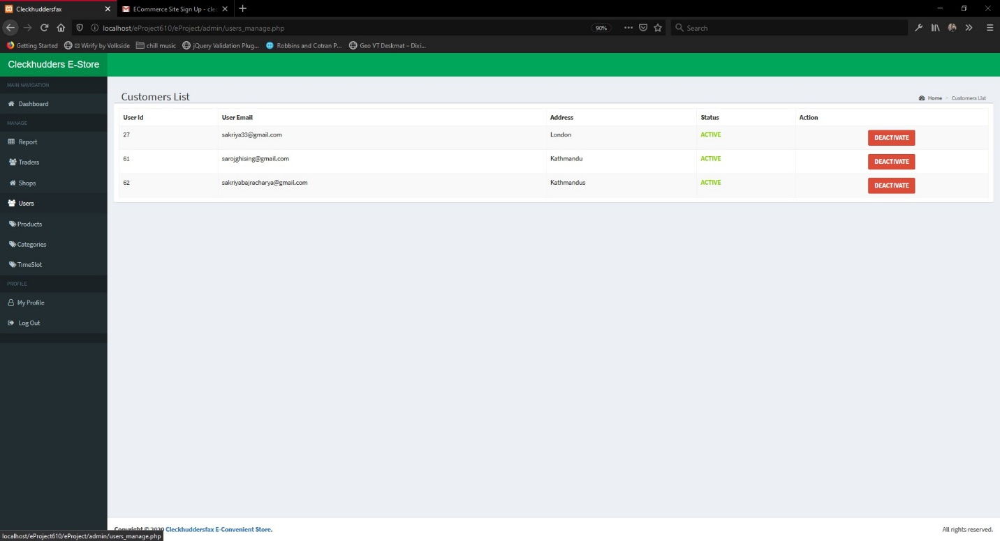 Cleckhuddersfax
ECommerce Site Sign Up - clec
localhost/eProject610/eProject/admin/users_manage.php
90%
Search
Getting Started
Wirify by Volkside
chill music
jQuery Validation Plug...
Robbins and Cotran P...
Geo VT Deskmat – Dixi...
Cleckhudders E-Store
MAIN NAVIGATION
Dashboard
MANAGE
Report
Traders
Shops
Users
Products
Categories
TimeSlot
PROFILE
My Profile
Log Out
Customers List
Home > Customers List
User Id User Email Address Status Action
27 sakriya33@gmail.com London ACTIVE DEACTIVATE
61 sarojghising@gmail.com Kathmandu ACTIVE DEACTIVATE
62 sakriyabajracharya@gmail.com Kathmandus ACTIVE DEACTIVATE
Copyright © 2020 Cleckhuddersfax E-Convenient Store.
All rights reserved.
localhost/eProject610/eProject/admin/users_manage.php